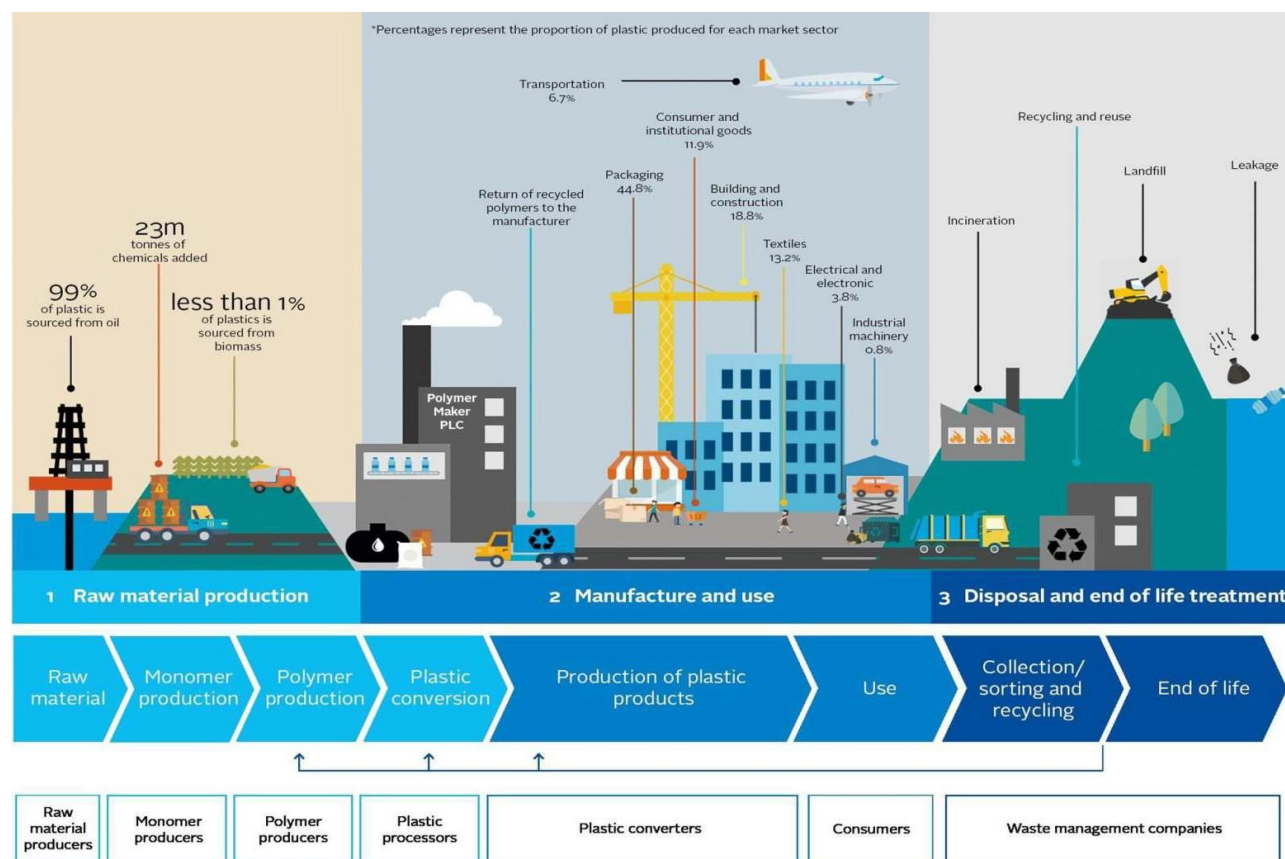 *Percentages represent the proportion of plastic produced for each market sector
Transportation
6.7%
Consumer and
institutional goods
11.9%
Recycling and reuse
Packaging
44.8%
Building and
construction
18.8%
Landfill
Leakage
Return of recycled
polymers to the
manufacturer
Incineration
23m
tonnes of
chemicals added
Textiles
13.2%
Electrical and
electronic
3.8%
99%
of plastic is
sourced from oil
less than 1%
of plastics is
sourced from
biomass
Industrial
machinery
0.8%
Polymer
Maker
PLC
1 Raw material production
2 Manufacture and use
3 Disposal and end of life treatment
Raw
material
Monomer
production
Polymer
production
Plastic
conversion
Production of plastic
products
Use
Collection/
sorting and
recycling
End of life
Raw
material
producers
Monomer
producers
Polymer
producers
Plastic
processors
Plastic converters
Consumers
Waste management companies